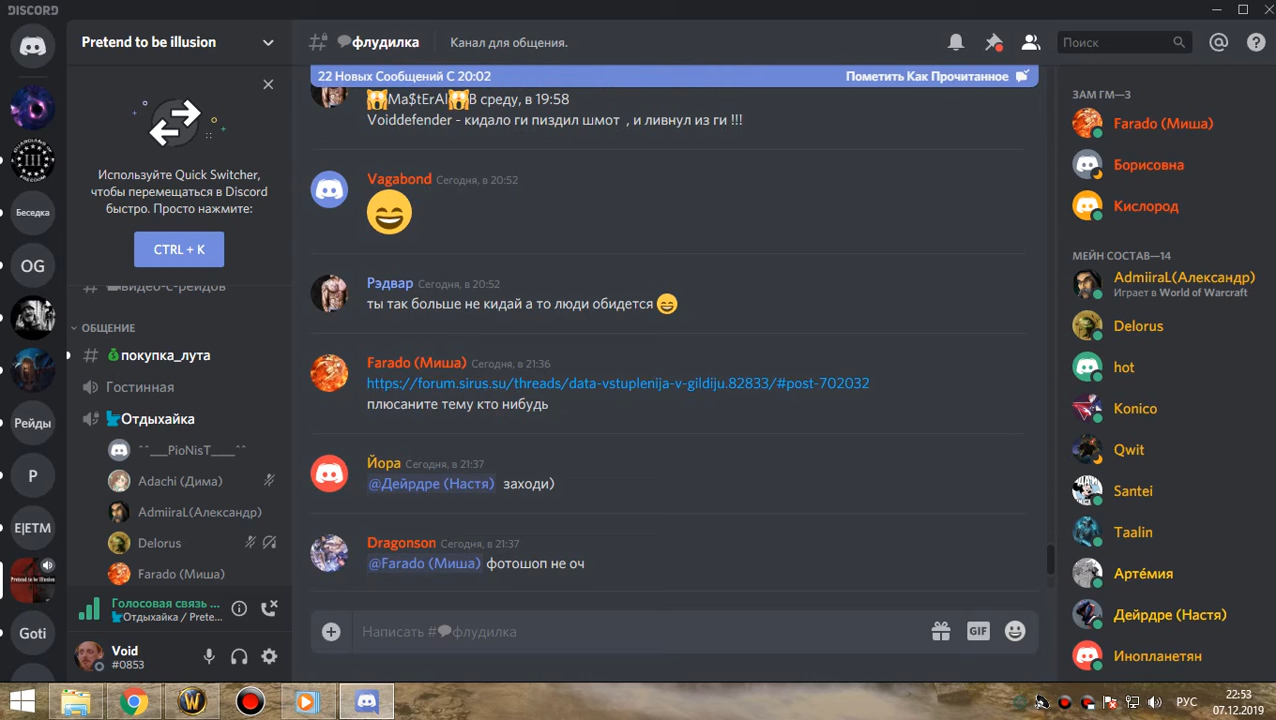 DISCORD
Pretend to be illusion
флудилка
Канал для общения.
Поиск
22 Новых Сообщений С 20:02
Пометить Как Прочитанное
Используйте Quick Switcher,
чтобы перемещаться в Discord
быстро. Просто нажмите:
CTRL + K
видео-с-рейдов
ОБЩЕНИЕ
покупка_лута
Гостинная
Отдыхайка
^^___PioNisT____^^
Adachi (Дима)
AdmiiraL(Александр)
Delorus
Farado (Миша)
Голосовая связь ...
Отдыхайка / Prete...
Void
#0853
III
Беседка
OG
Рейды
P
E|ETM
Pretend to be illusion
Goti
Ma$tErAl В среду, в 19:58
Voiddefender - кидало ги пиздил шмот , и ливнул из ги !!!
Vagabond Сегодня, в 20:52
Рэдвар Сегодня, в 20:52
ты так больше не кидай а то люди обидется
Farado (Миша) Сегодня, в 21:36
https://forum.sirus.su/threads/data-vstuplenija-v-gildiju.82833/#post-702032
плюсаните тему кто нибудь
Йора Сегодня, в 21:37
@Дейрдре (Настя) заходи)
Dragonson Сегодня, в 21:37
@Farado (Миша) фотошоп не оч
Написать #флудилка
GIF
ЗАМ ГМ—3
Farado (Миша)
Борисовна
Кислород
МЕЙН СОСТАВ—14
AdmiiraL(Александр)
Играет в World of Warcraft
Delorus
hot
Konico
Qwit
Santei
Taalin
Артéмия
Дейрдре (Настя)
Инопланетян
РУС
22:53
07.12.2019